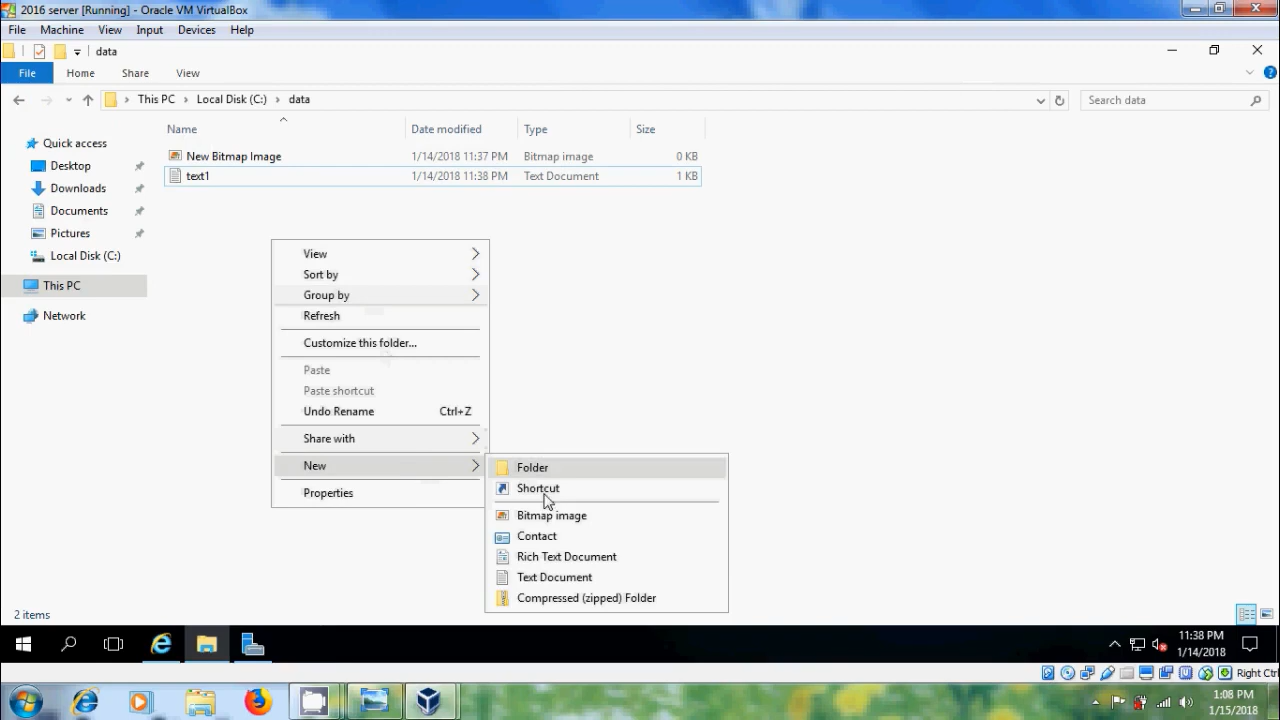 2016 server [Running] - Oracle VM VirtualBox
File Machine View Input Devices Help
data
File Home Share View
This PC Local Disk (C:) data
Search data
Name Date modified Type Size
Quick access
Desktop
Downloads
Documents
Pictures
Local Disk (C:)
This PC
Network
New Bitmap Image 1/14/2018 11:37 PM Bitmap image 0 KB
text1 1/14/2018 11:38 PM Text Document 1 KB
View
Sort by
Group by
Refresh
Customize this folder...
Paste
Paste shortcut
Undo Rename Ctrl+Z
Share with
New
Properties
Folder
Shortcut
Bitmap image
Contact
Rich Text Document
Text Document
Compressed (zipped) Folder
2 items
11:38 PM
1/14/2018
Right Ctrl
1:08 PM
1/15/2018